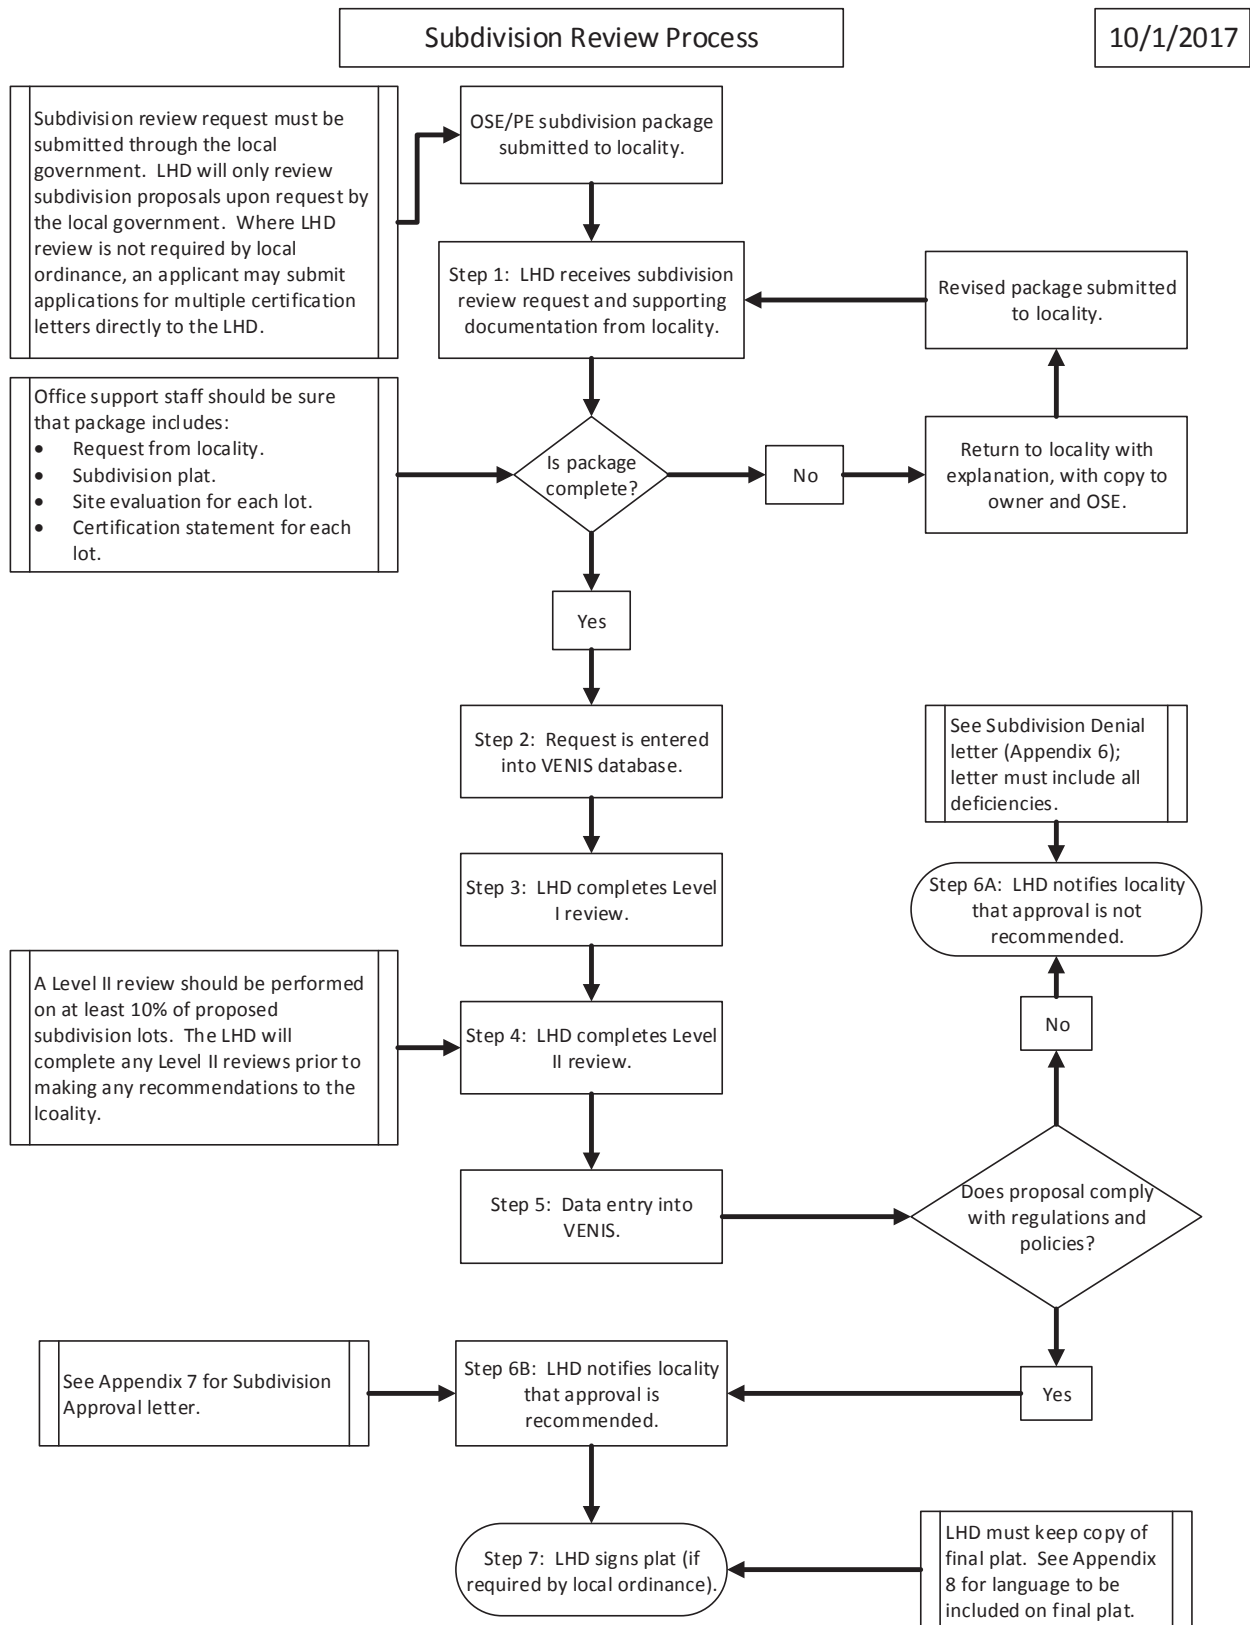 Subdivision Review Process
10/1/2017
Subdivision review request must be
submitted through the local
government.  LHD will only review
subdivision proposals upon request by
the local government.  Where LHD
review is not required by local
ordinance, an applicant may submit
applications for multiple certification
letters directly to the LHD.
OSE/PE subdivision package
submitted to locality.
Step 1:  LHD receives subdivision
review request and supporting
documentation from locality.
Revised package submitted
to locality.
Office support staff should be sure
that package includes:
• Request from locality.
• Subdivision plat.
• Site evaluation for each lot.
• Certification statement for each
lot.
Is package
complete?
No
Return to locality with
explanation, with copy to
owner and OSE.
Yes
Step 2:  Request is entered
into VENIS database.
See Subdivision Denial
letter (Appendix 6);
letter must include all
deficiencies.
Step 3:  LHD completes Level
I review.
Step 6A:  LHD notifies locality
that approval is not
recommended.
A Level II review should be performed
on at least 10% of proposed
subdivision lots.  The LHD will
complete any Level II reviews prior to
making any recommendations to the
lcoality.
Step 4:  LHD completes Level
II review.
No
Step 5:  Data entry into
VENIS.
Does proposal comply
with regulations and
policies?
See Appendix 7 for Subdivision
Approval letter.
Step 6B:  LHD notifies locality
that approval is
recommended.
Yes
Step 7:  LHD signs plat (if
required by local ordinance).
LHD must keep copy of
final plat.  See Appendix
8 for language to be
included on final plat.